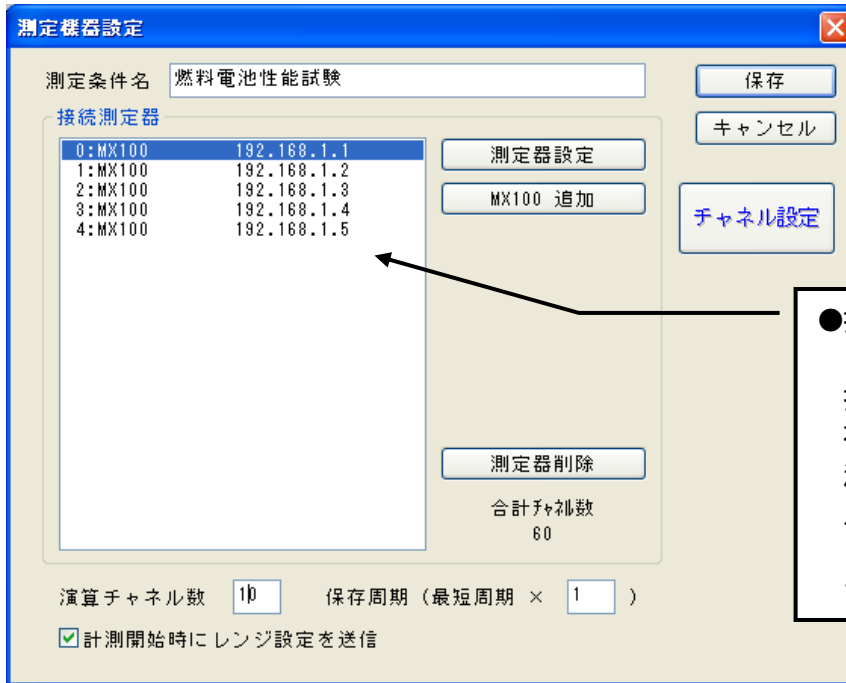 測定機器設定
測定条件名 燃料電池性能試験
保存
キャンセル
接続測定器
0:MX100 192.168.1.1
1:MX100 192.168.1.2
2:MX100 192.168.1.3
3:MX100 192.168.1.4
4:MX100 192.168.1.5
測定器設定
MX100 追加
チャネル設定
●
測定器削除
合計チャネル数
60
演算チャネル数 10 保存周期 (最短周期 × 1 )
計測開始時にレンジ設定を送信